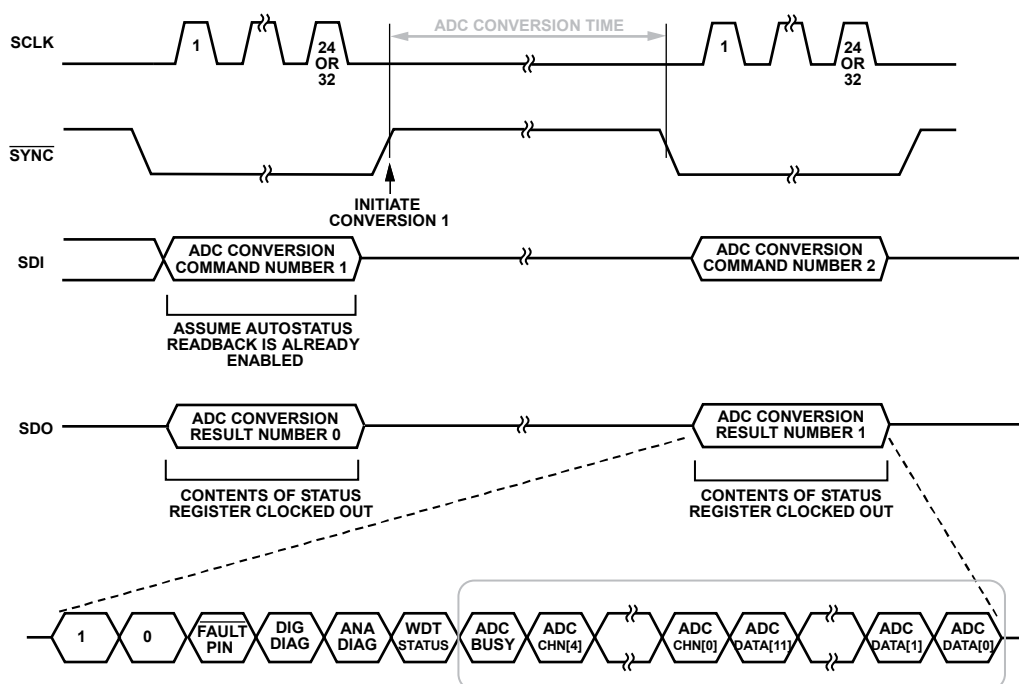 ADC CONVERSION TIME
SCLK
1
24
OR
32
1
24
OR
32
SYNC
INITIATE
CONVERSION 1
SDI
ADC CONVERSION
COMMAND NUMBER 1
ADC CONVERSION
COMMAND NUMBER 2
ASSUME AUTOSTATUS
READBACK IS ALREADY
ENABLED
SDO
ADC CONVERSION
RESULT NUMBER 0
ADC CONVERSION
RESULT NUMBER 1
CONTENTS OF STATUS
REGISTER CLOCKED OUT
CONTENTS OF STATUS
REGISTER CLOCKED OUT
1
0
FAULT
PIN
DIG
DIAG
ANA
DIAG
WDT
STATUS
ADC
BUSY
ADC
CHN[4]
ADC
CHN[0]
ADC
DATA[11]
ADC
DATA[1]
ADC
DATA[0]